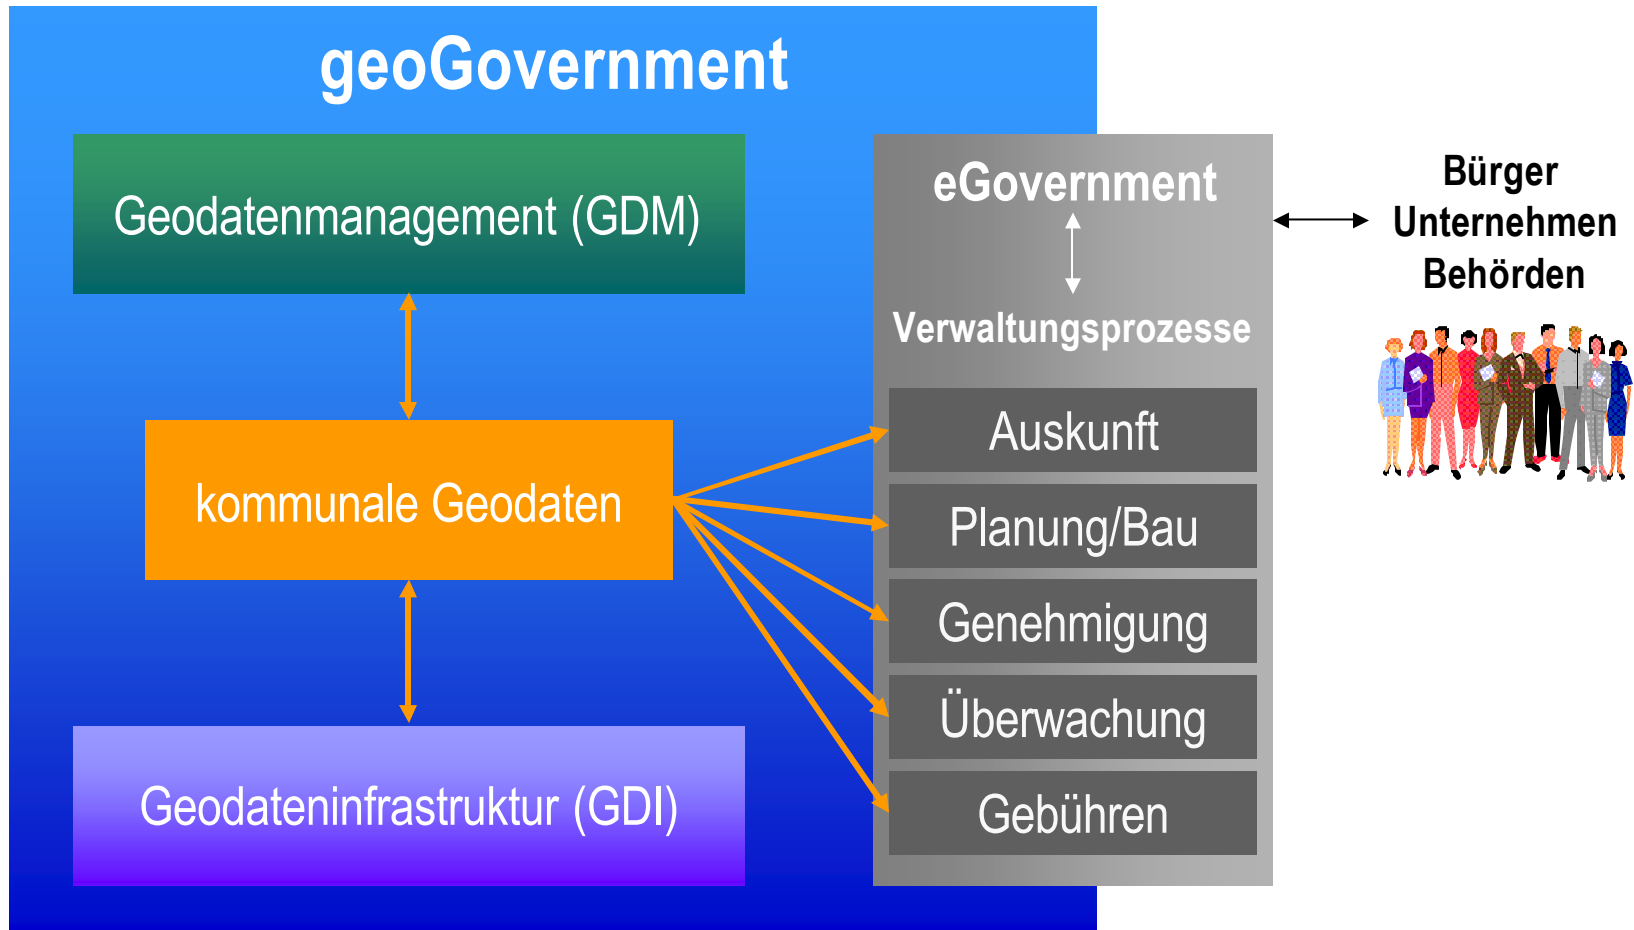 geoGovernment
Geodatenmanagement (GDM)
kommunale Geodaten
Geodateninfrastruktur (GDI)
eGovernment
Verwaltungsprozesse
Auskunft
Planung/Bau
Genehmigung
Überwachung
Gebühren
Bürger
Unternehmen
Behörden